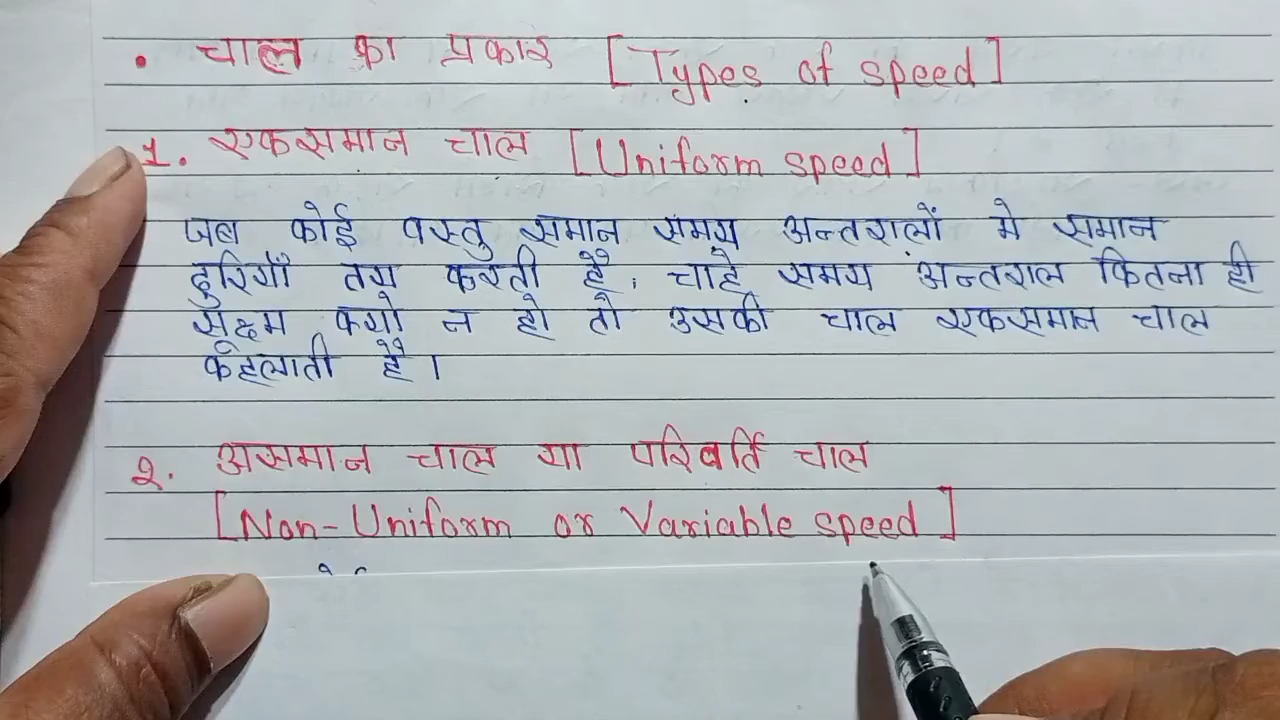 • चाल का प्रकार [Types of speed]
1. एकसमान चाल [Uniform speed]
जब कोई वस्तु समान समय अन्तरालों मे समान
दुरियाँ तय करती हैं, चाहे समय अन्तराल कितना ही
सूक्ष्म क्यो न हो तो उसकी चाल एकसमान चाल
कहलाती है।
2. असमान चाल या परिवर्ति चाल
[Non-Uniform or Variable speed]